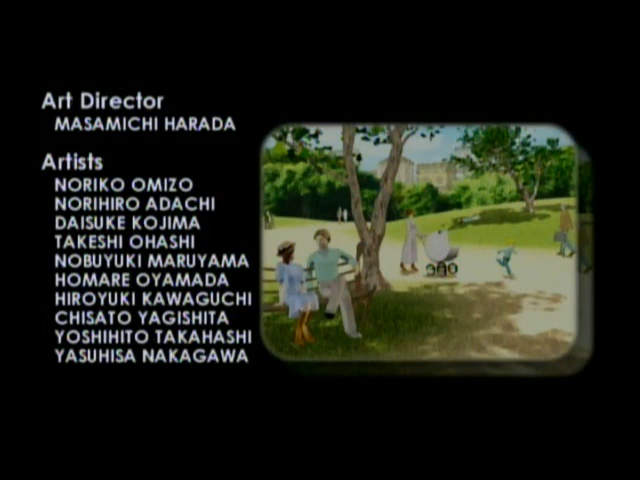 Art Director
MASAMICHI HARADA
Artists
NORIKO OMIZO
NORIHIRO ADACHI
DAISUKE KOJIMA
TAKESHI OHASHI
NOBUYUKI MARUYAMA
HOMARE OYAMADA
HIROYUKI KAWAGUCHI
CHISATO YAGISHITA
YOSHIHITO TAKAHASHI
YASUHISA NAKAGAWA